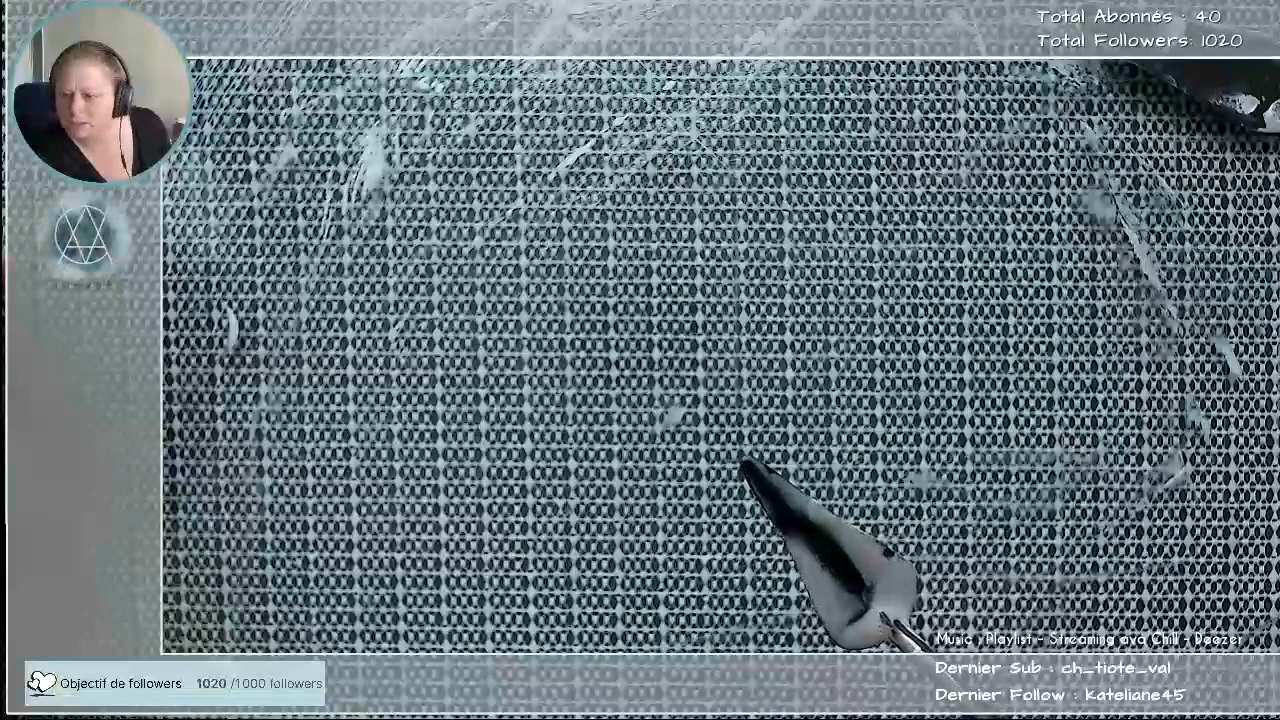 Total Abonnés : 40
Total Followers: 1020
Music : Playlist - Streaming ava Chill - Deezer
Dernier Sub : ch_tiote_val
Dernier Follow : kateliane45
Objectif de followers 1020 /1000 followers